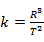 k = R³/T²